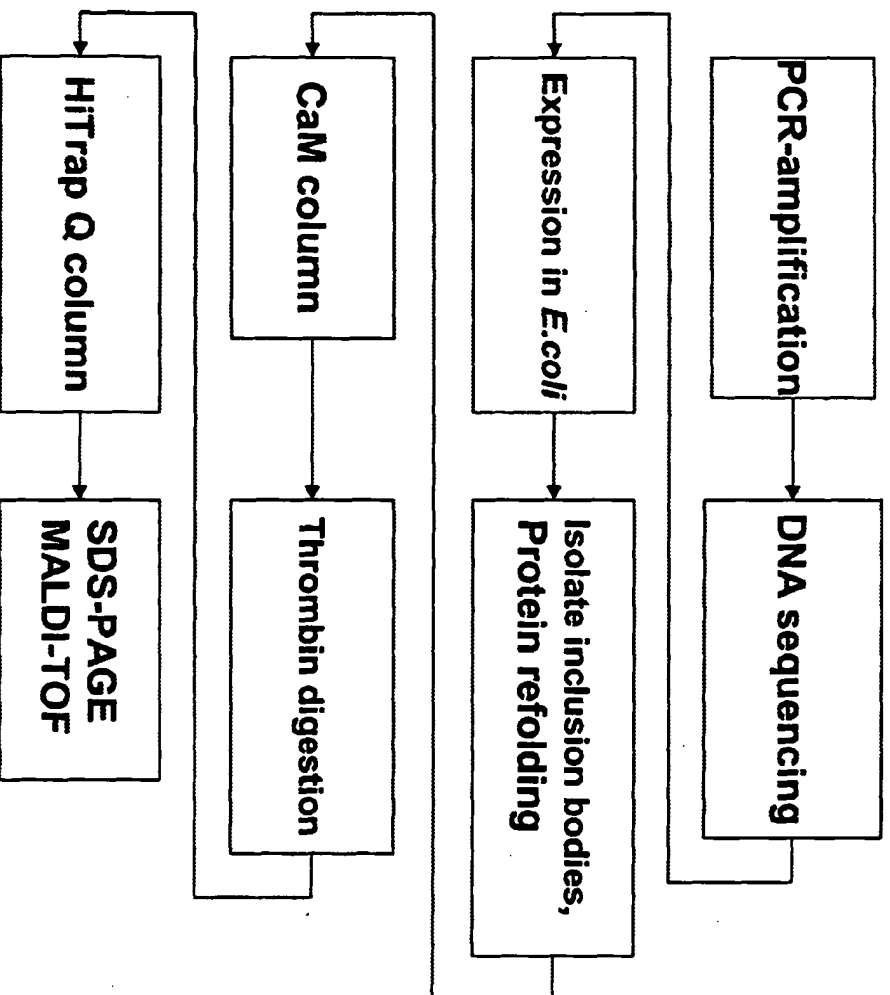 PCR-amplification
DNA sequencing
Expression in E.coli
Isolate inclusion bodies,
Protein refolding
CaM column
Thrombin digestion
HiTrap Q column
SDS-PAGE
MALDI-TOF